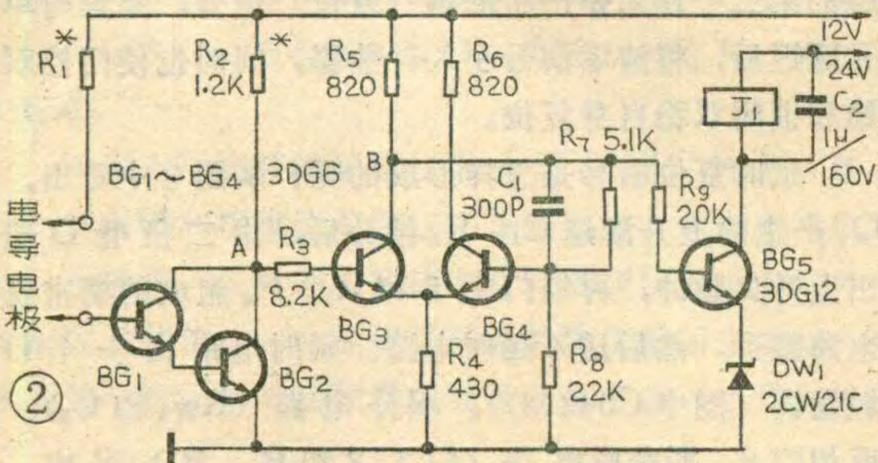 12V
24V
R₁ *
R₂ *
1.2K
R₅
820
R₆
820
J
C₂
1μ
160V
R₇ 5.1K
BG₁～BG₄ 3DG6
B
C₁
300P
R₉
20K
电导电极
A
R₃
8.2K
BG₃
BG₄
BG₅
3DG12
BG₁
BG₂
R₄
430
R₈
22K
DW₁
2CW21C
②